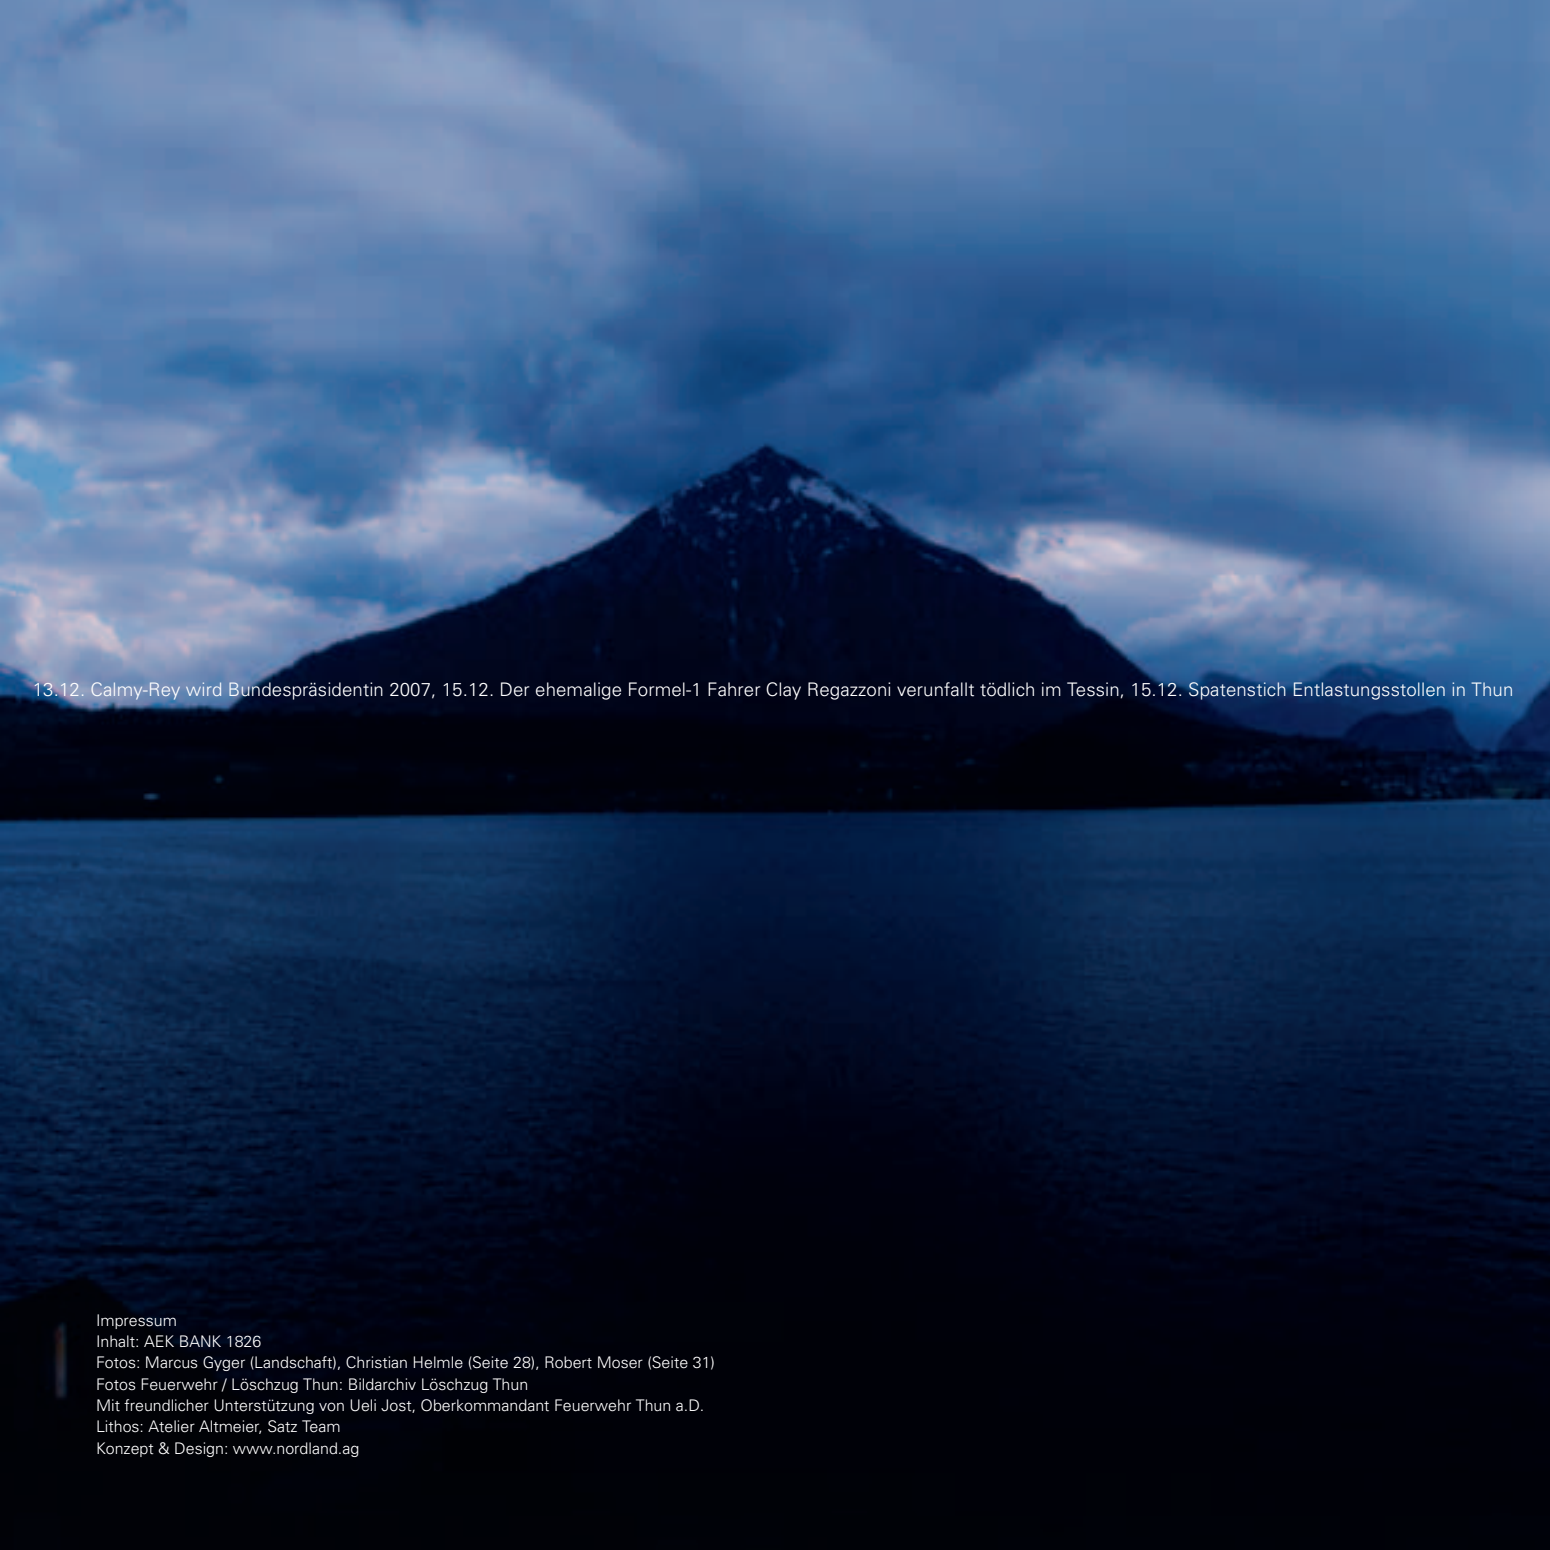 13.12. Calmy-Rey wird Bundespräsidentin 2007, 15.12. Der ehemalige Formel-1 Fahrer Clay Regazzoni verunfallt tödlich im Tessin, 15.12. Spatenstich Entlastungsstollen in Thun
Impressum
Inhalt: AEK BANK 1826
Fotos: Marcus Gyger (Landschaft), Christian Helmle (Seite 28), Robert Moser (Seite 31)
Fotos Feuerwehr / Löschzug Thun: Bildarchiv Löschzug Thun
Mit freundlicher Unterstützung von Ueli Jost, Oberkommandant Feuerwehr Thun a.D.
Lithos: Atelier Altmeier, Satz Team
Konzept & Design: www.nordland.ag